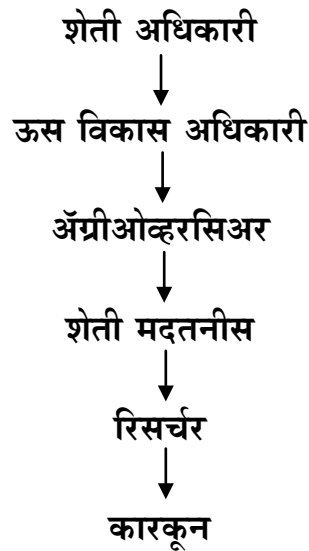 शेती अधिकारी
ऊस विकास अधिकारी
ॲग्रीओव्हरसिअर
शेती मदतनीस
रिसर्चर
कारकून